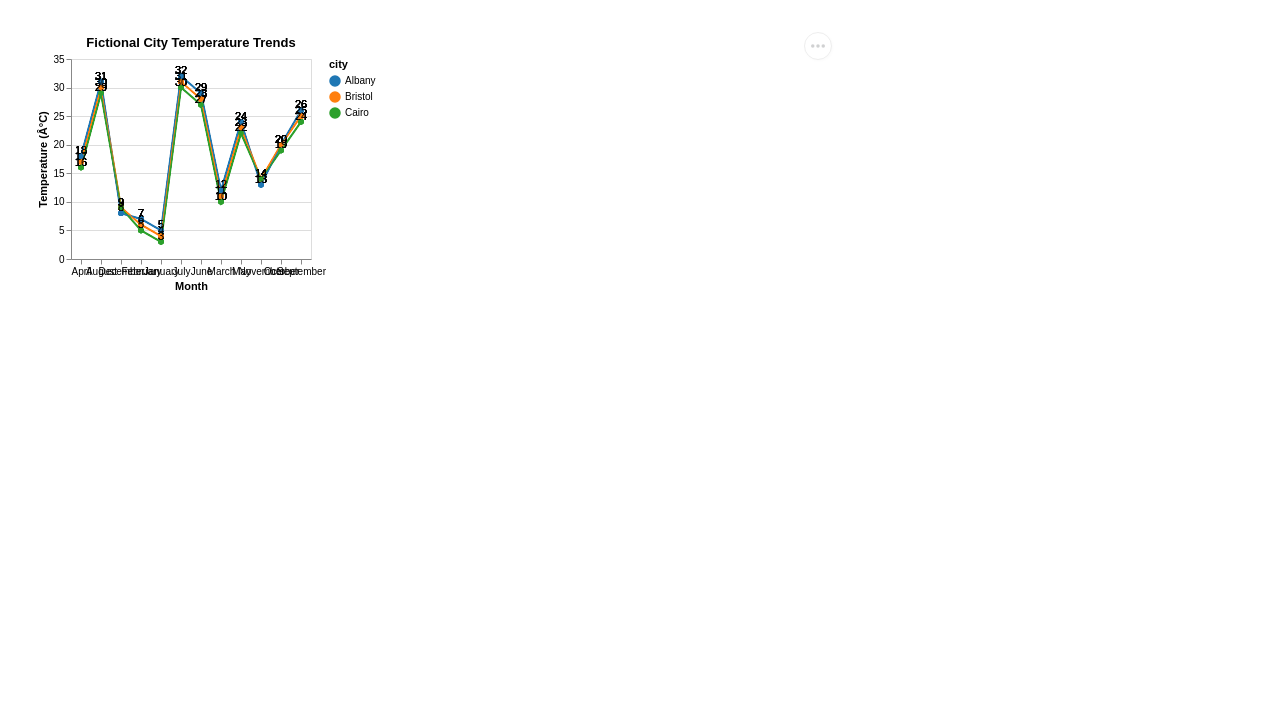 Fictional City Temperature Trends
city
Albany
Bristol
Cairo
Temperature (Â°C)
35
30
25
20
15
10
5
0
18 17 16
31 30 29
9 8
7 6 5
5 4 3
32 31 30
29 28 27
12 11 10
24 23 22
14 13
20 19
26 25 24
April August December February January July June March May November October September
Month